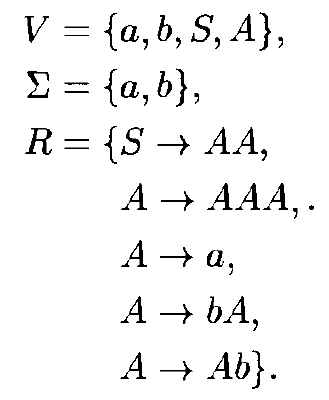 V = {a, b, S, A},
Σ = {a, b},
R = {S → AA,
A → AAA, .
A → a,
A → bA,
A → Ab}.